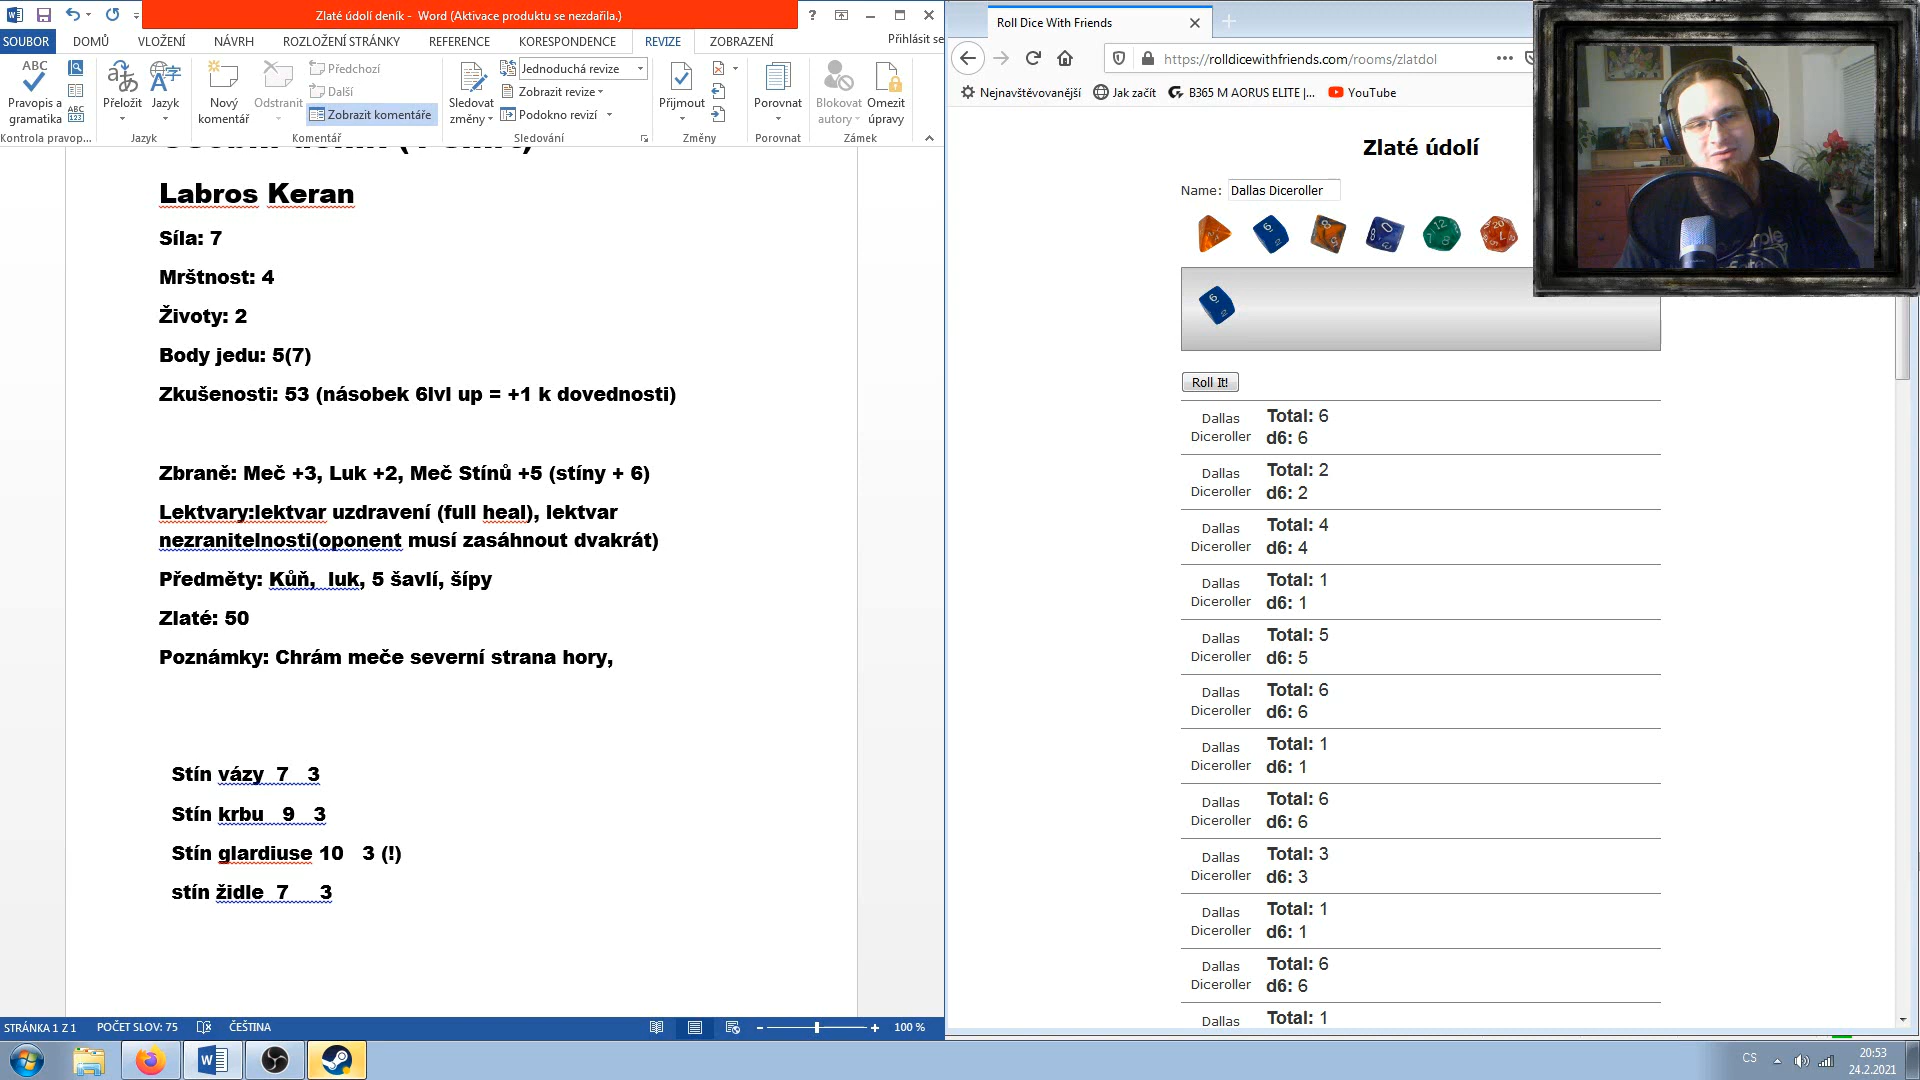 Zlaté údolí deník - Word (Aktivace produktu se nezdařila.)
SOUBOR DOMŮ VLOŽENÍ NÁVRH ROZLOŽENÍ STRÁNKY REFERENCE KORESPONDENCE REVIZE ZOBRAZENÍ Přihlásit se
ABC
Pravopis a gramatika
ABC
123
Přeložit
Jazyk
Nový komentář
Odstranit
Předchozí
Další
Zobrazit komentáře
Sledovat změny
Jednoduchá revize
Zobrazit revize
Podokno revizí
Přijmout
Porovnat
Blokovat autory
Omezit úpravy
Kontrola pravop... Jazyk Komentář Sledování Změny Porovnat Zámek
Labros Keran
Síla: 7
Mrštnost: 4
Životy: 2
Body jedu: 5(7)
Zkušenosti: 53 (násobek 6lvl up = +1 k dovednosti)
Zbraně: Meč +3, Luk +2, Meč Stínů +5 (stíny + 6)
Lektvary:lektvar uzdravení (full heal), lektvar
nezranitelnosti(oponent musí zasáhnout dvakrát)
Předměty: Kůň, luk, 5 šavlí, šípy
Zlaté: 50
Poznámky: Chrám meče severní strana hory,
Stín vázy 7 3
Stín krbu 9 3
Stín glardiuse 10 3 (!)
stín židle 7 3
STRÁNKA 1 Z 1 POČET SLOV: 75 ČEŠTINA 100 %
Roll Dice With Friends
https://rolldicewithfriends.com/rooms/zlatdol
Nejnavštěvovanější Jak začít B365 M AORUS ELITE |... YouTube
Zlaté údolí
Name: Dallas Diceroller
Roll It!
Dallas Diceroller Total: 6
d6: 6
Dallas Diceroller Total: 2
d6: 2
Dallas Diceroller Total: 4
d6: 4
Dallas Diceroller Total: 1
d6: 1
Dallas Diceroller Total: 5
d6: 5
Dallas Diceroller Total: 6
d6: 6
Dallas Diceroller Total: 1
d6: 1
Dallas Diceroller Total: 6
d6: 6
Dallas Diceroller Total: 3
d6: 3
Dallas Diceroller Total: 1
d6: 1
Dallas Diceroller Total: 6
d6: 6
Dallas Total: 1
CS
20:53
24.2.2021